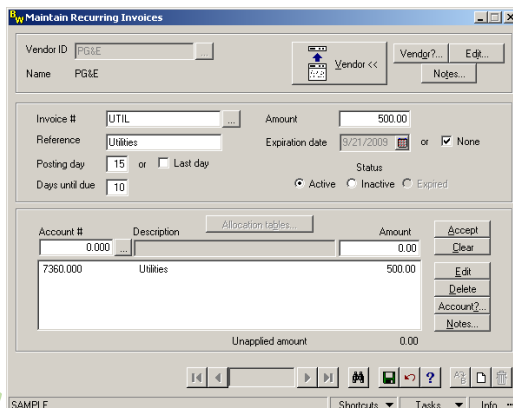 BW Maintain Recurring Invoices
Vendor ID PG&E ... Vendor << Vendor?... Edit...
Name PG&E Notes...
Invoice # UTIL ... Amount 500.00
Reference Utilities Expiration date 9/21/2009 or None
Posting day 15 or Last day Status
Days until due 10 Active Inactive Expired
Allocation tables...
Account # Description Amount Accept
0.000 ... 0.00 Clear
7360.000 Utilities 500.00 Edit
Delete
Account?...
Notes...
Unapplied amount 0.00
SAMPLE Shortcuts Tasks Info